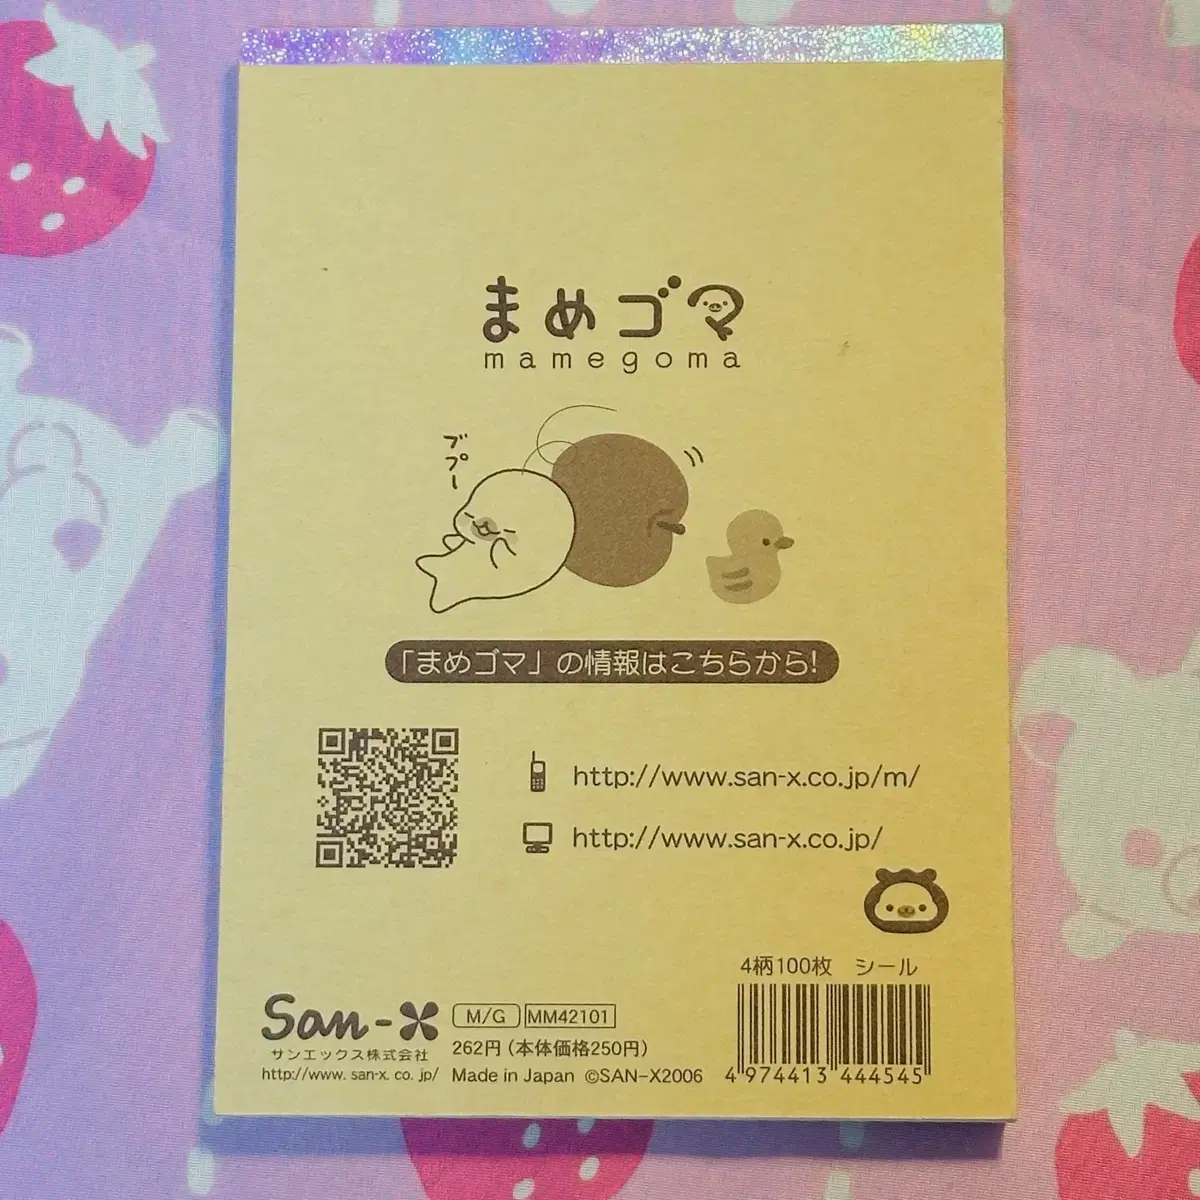 まめゴマ
mamegoma
ブプー
「まめゴマ」の情報はこちらから!
http://www.san-x.co.jp/m/
http://www.san-x.co.jp/
4柄100枚 シール
San-X
サンエックス株式会社
http://www.san-x.co.jp/
M/G MM42101
262円(本体価格250円)
Made in Japan ©SAN-X2006
4 974413 444545